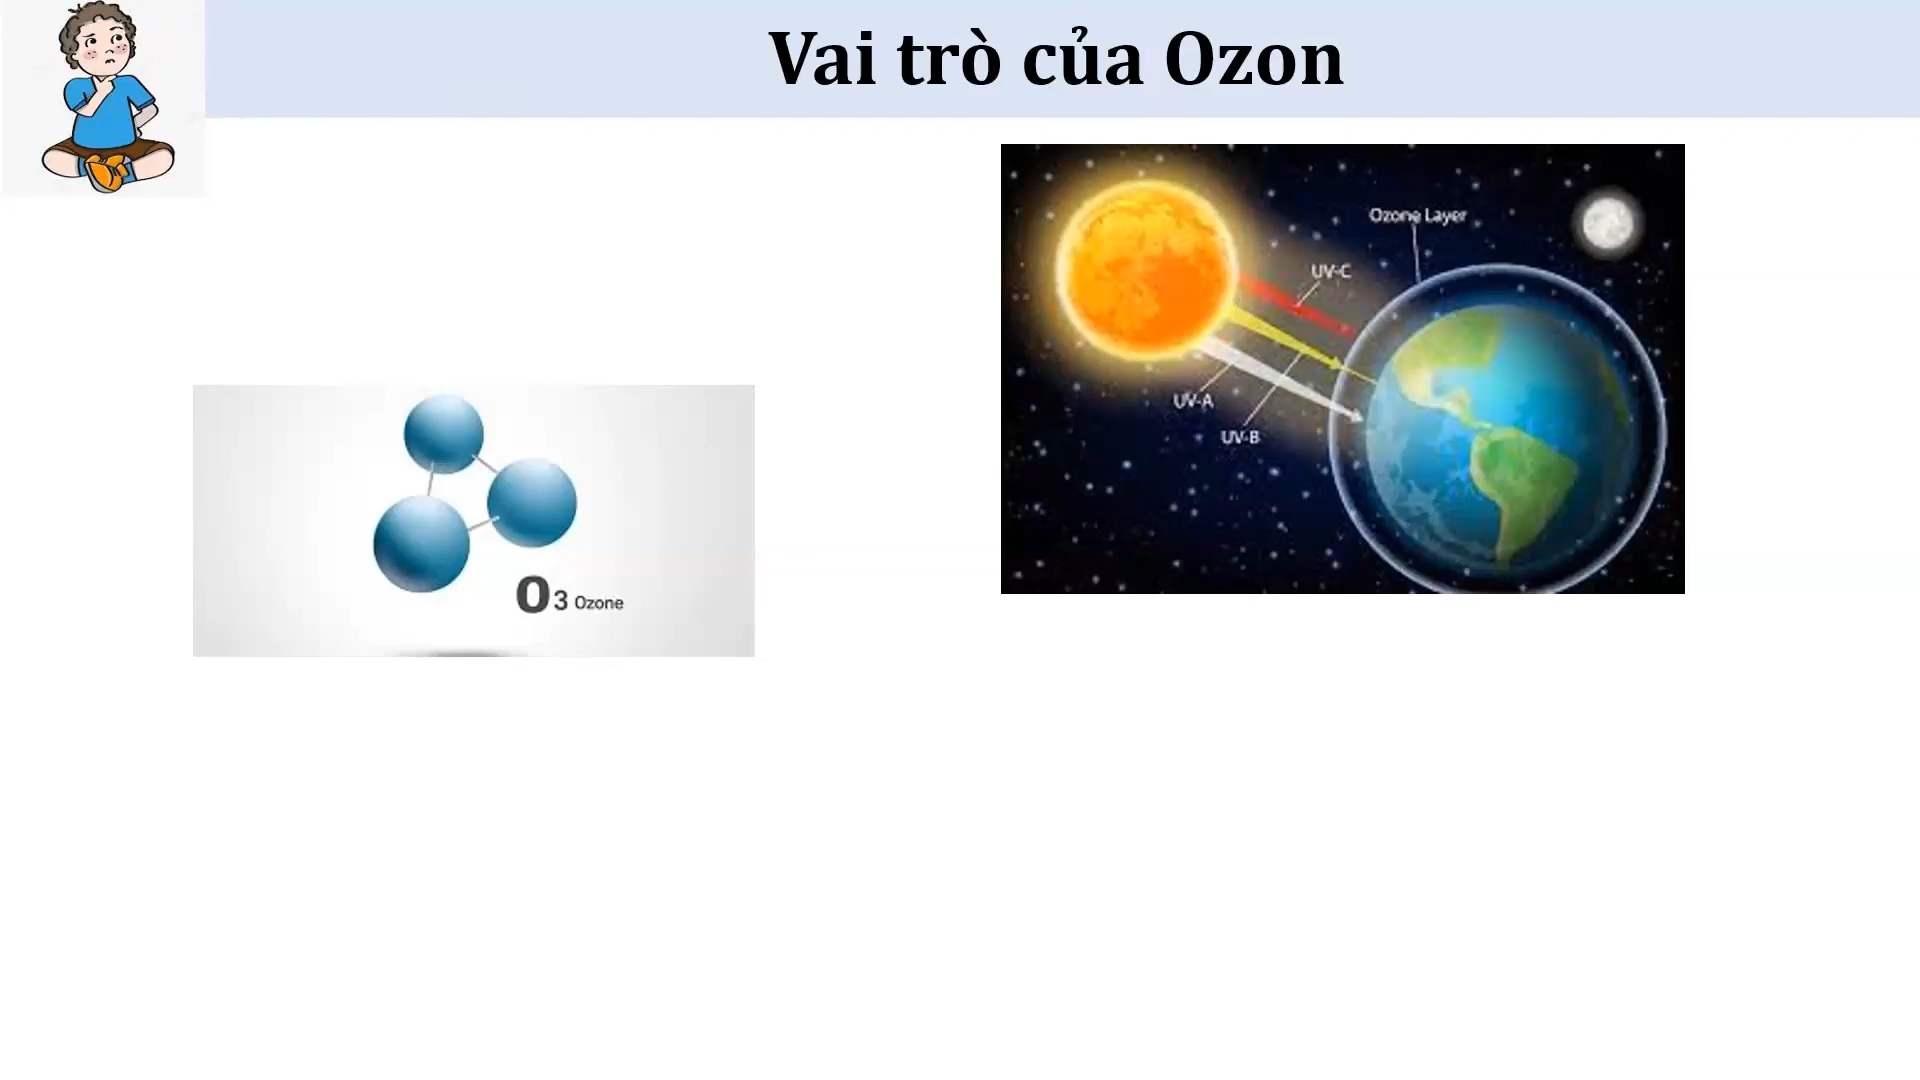 Vai trò của Ozon
Ozone Layer
UV-C
UV-A
UV-B
O3 Ozone